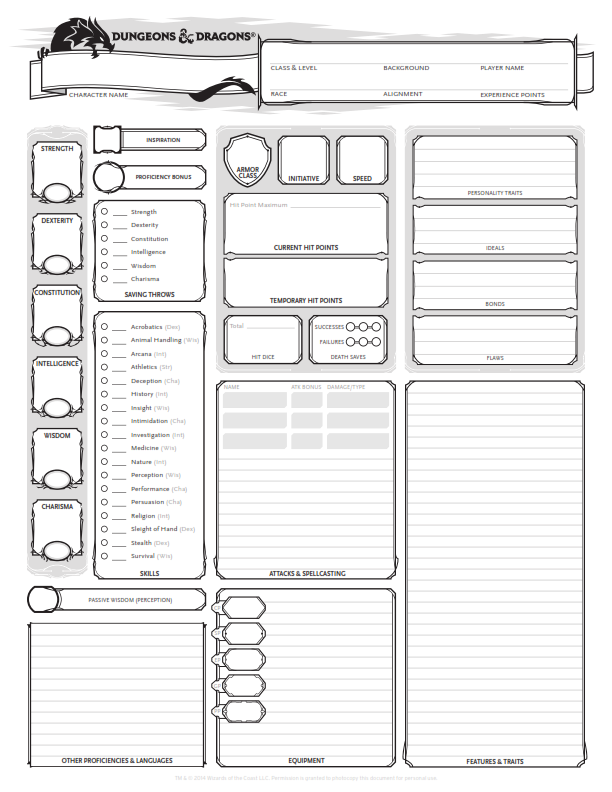 DUNGEONS & DRAGONS®
CLASS & LEVEL BACKGROUND PLAYER NAME
CHARACTER NAME
RACE ALIGNMENT EXPERIENCE POINTS
STRENGTH
DEXTERITY
CONSTITUTION
INTELLIGENCE
WISDOM
CHARISMA
INSPIRATION
PROFICIENCY BONUS
Strength
Dexterity
Constitution
Intelligence
Wisdom
Charisma
SAVING THROWS
Acrobatics (Dex)
Animal Handling (Wis)
Arcana (Int)
Athletics (Str)
Deception (Cha)
History (Int)
Insight (Wis)
Intimidation (Cha)
Investigation (Int)
Medicine (Wis)
Nature (Int)
Perception (Wis)
Performance (Cha)
Persuasion (Cha)
Religion (Int)
Sleight of Hand (Dex)
Stealth (Dex)
Survival (Wis)
SKILLS
PASSIVE WISDOM (PERCEPTION)
OTHER PROFICIENCIES & LANGUAGES
ARMOR
CLASS
INITIATIVE
SPEED
Hit Point Maximum
CURRENT HIT POINTS
TEMPORARY HIT POINTS
Total
HIT DICE
SUCCESSES
FAILURES
DEATH SAVES
NAME ATK BONUS DAMAGE/TYPE
ATTACKS & SPELLCASTING
EQUIPMENT
PERSONALITY TRAITS
IDEALS
BONDS
FLAWS
FEATURES & TRAITS
TM & © 2014 Wizards of the Coast LLC. Permission is granted to photocopy this document for personal use.